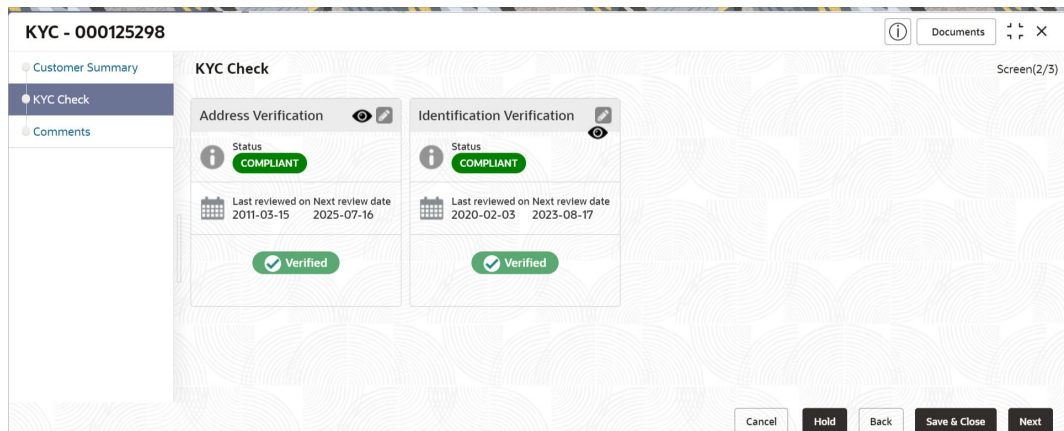 KYC - 000125298
Documents
Customer Summary
KYC Check
Comments
KYC Check
Screen(2/3)
Address Verification
Status
COMPLIANT
Last reviewed on Next review date
2011-03-15 2025-07-16
Verified
Identification Verification
Status
COMPLIANT
Last reviewed on Next review date
2020-02-03 2023-08-17
Verified
Cancel Hold Back Save & Close Next